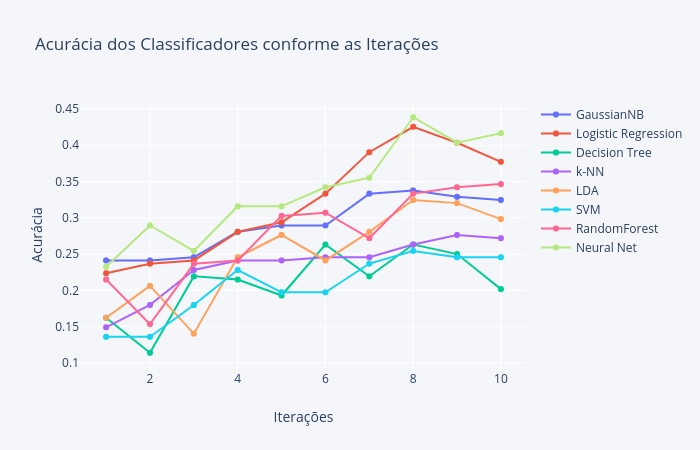 Acurácia dos Classificadores conforme as Iterações
0.45
0.4
0.35
0.3
0.25
0.2
0.15
0.1
Acurácia
2
4
6
8
10
Iterações
GaussianNB
Logistic Regression
Decision Tree
k-NN
LDA
SVM
RandomForest
Neural Net